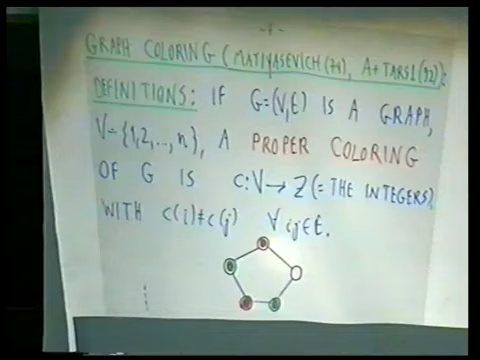 GRAPH COLORING (MATIYASEVICH (74), A+TARSI (92)):
DEFINITIONS: IF G=(V,E) IS A GRAPH,
V={1,2,...,n}, A PROPER COLORING
OF G IS C:V→Z (= THE INTEGERS)
WITH C(i)≠C(j) ∀ ij∈E.